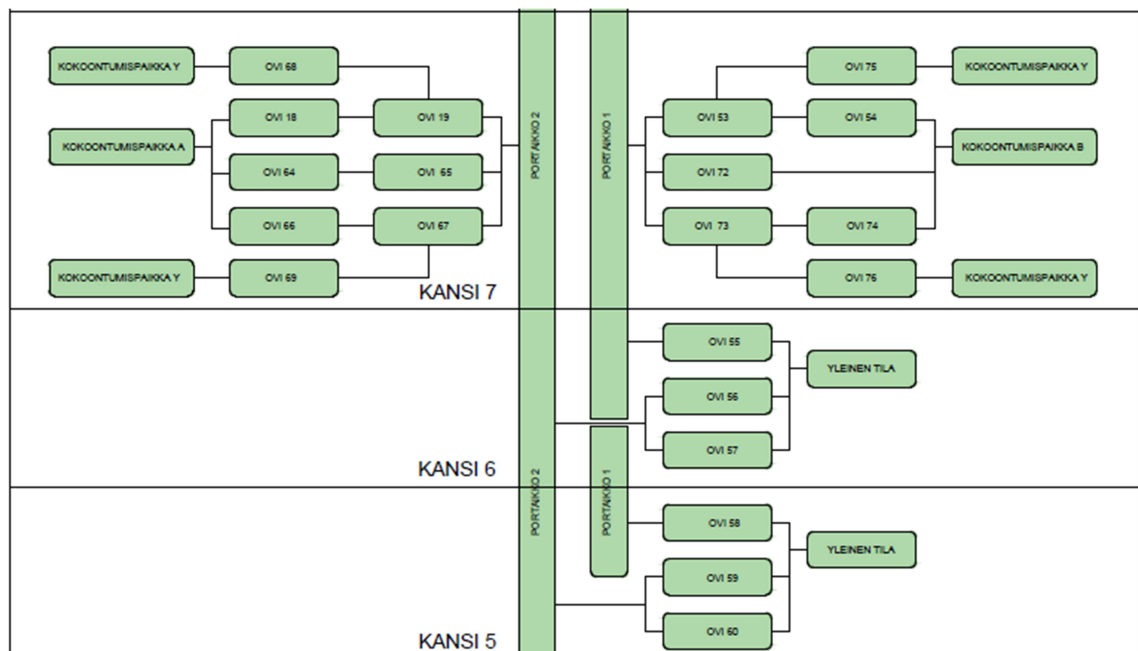 KOKOONTUMISPAIKKA Y
OVI 68
OVI 75
KOKOONTUMISPAIKKA Y
OVI 18
OVI 19
OVI 53
OVI 54
KOKOONTUMISPAIKKA A
PORTAIKKO 2
PORTAIKKO 1
KOKOONTUMISPAIKKA B
OVI 64
OVI 65
OVI 72
OVI 66
OVI 67
OVI 73
OVI 74
KOKOONTUMISPAIKKA Y
OVI 69
OVI 76
KOKOONTUMISPAIKKA Y
KANSI 7
OVI 55
YLEINEN TILA
OVI 56
OVI 57
KANSI 6
PORTAIKKO 2
PORTAIKKO 1
OVI 58
YLEINEN TILA
OVI 59
OVI 60
KANSI 5